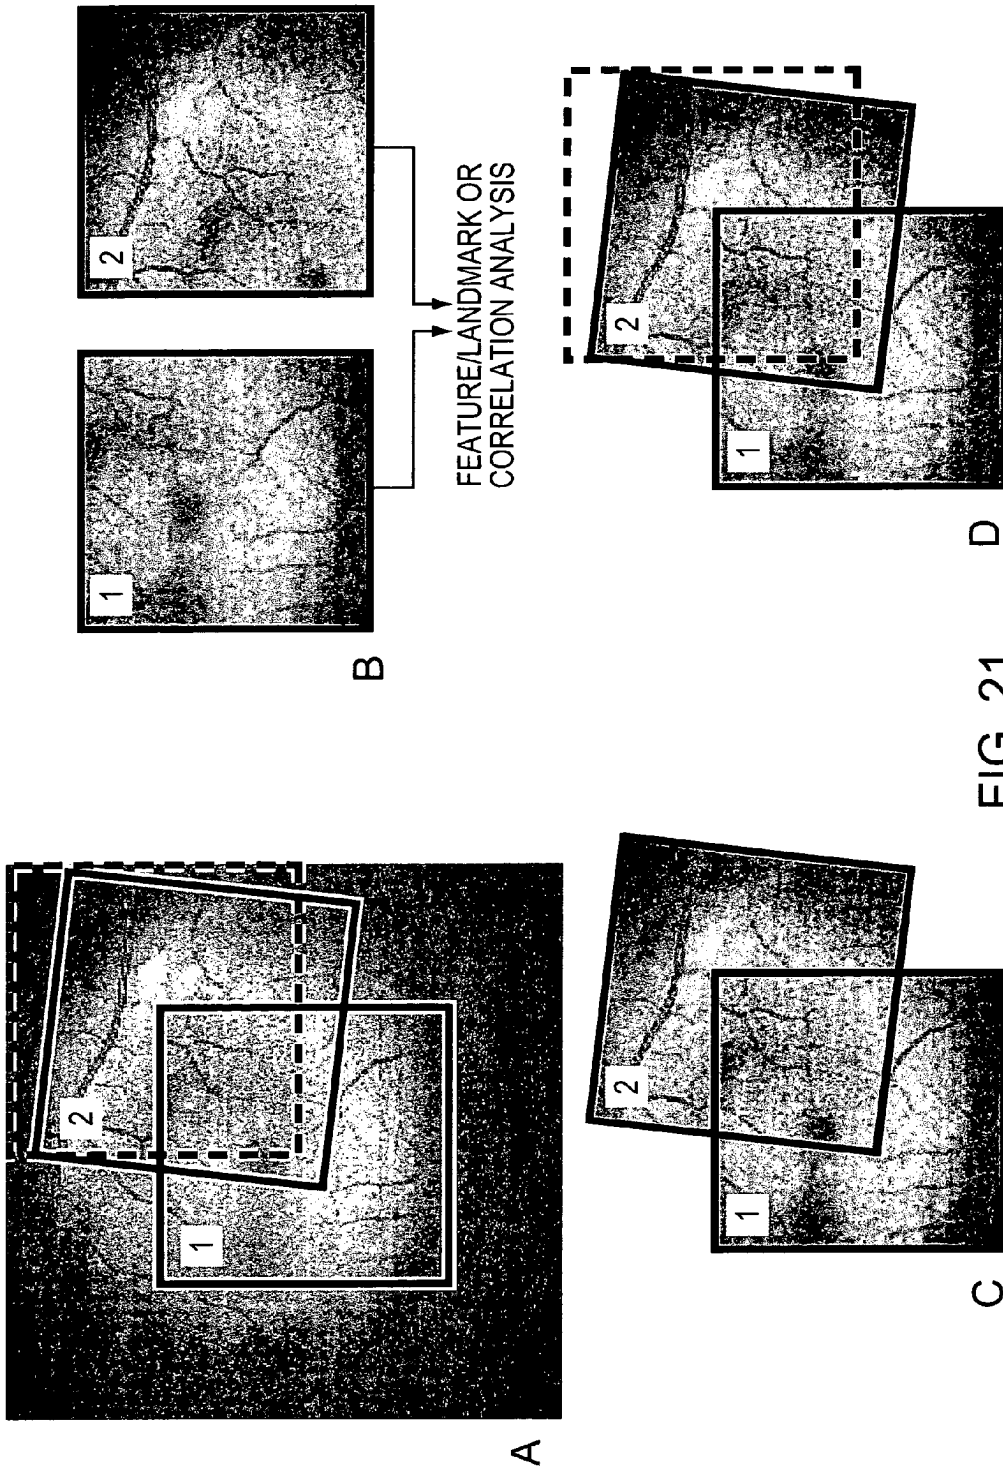 A
1
2
B
1
2
FEATURE/LANDMARK OR
CORRELATION ANALYSIS
C
1
2
D
1
2
FIG. 21